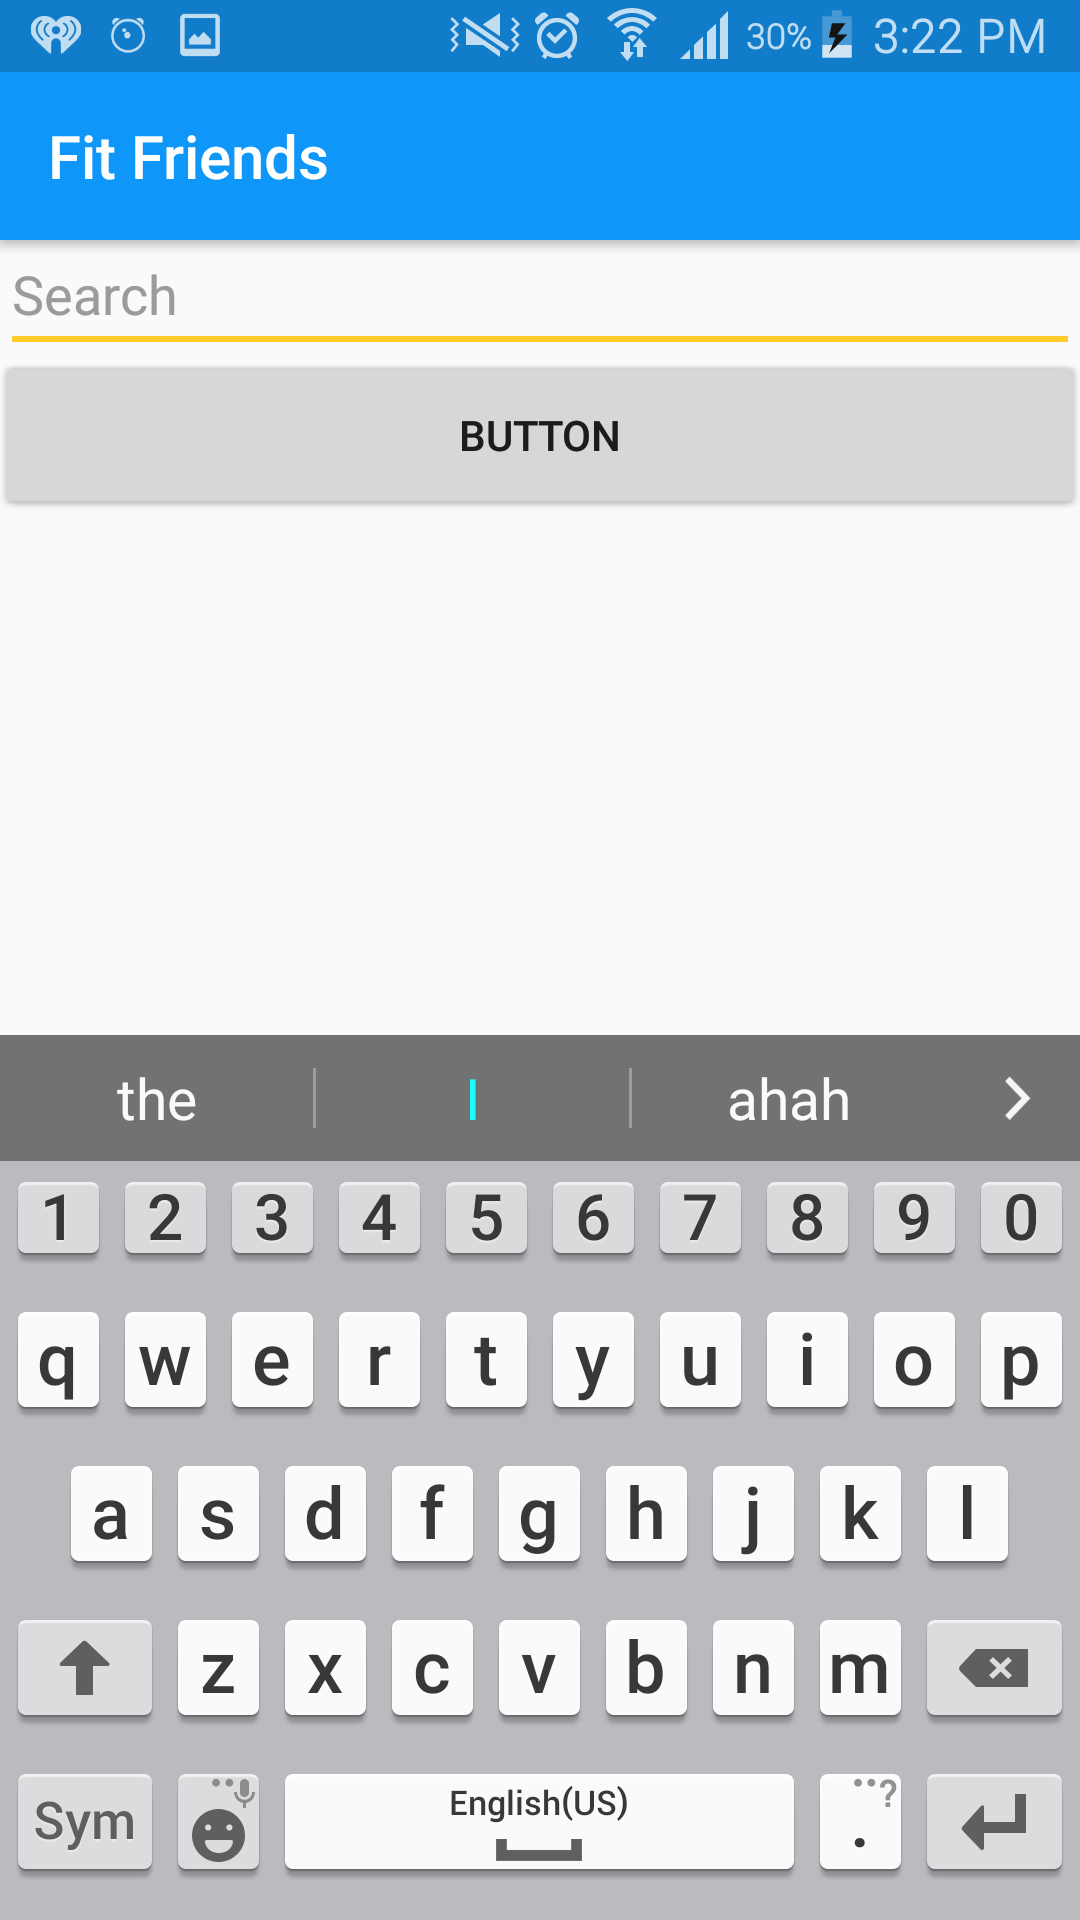 30% 3:22 PM
Fit Friends
Search
BUTTON
the I ahah
1 2 3 4 5 6 7 8 9 0
q w e r t y u i o p
a s d f g h j k l
z x c v b n m
Sym English(US) . ?